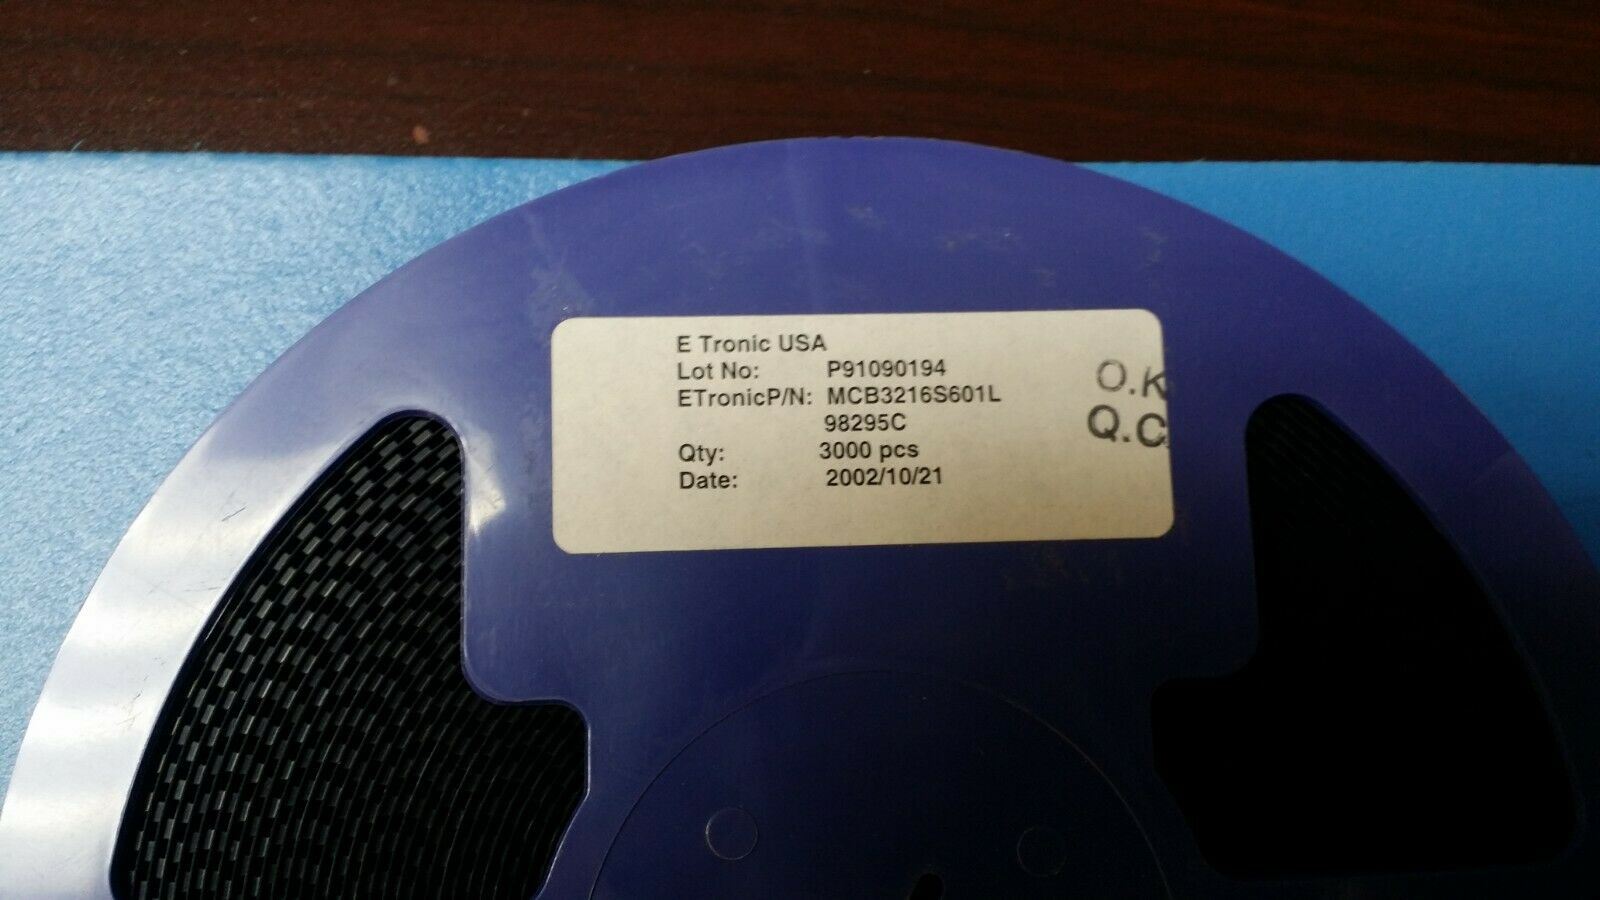 E Tronic USA
Lot No: P91090194
ETronicP/N: MCB3216S601L
98295C
Qty: 3000 pcs
Date: 2002/10/21
O.K
Q.C